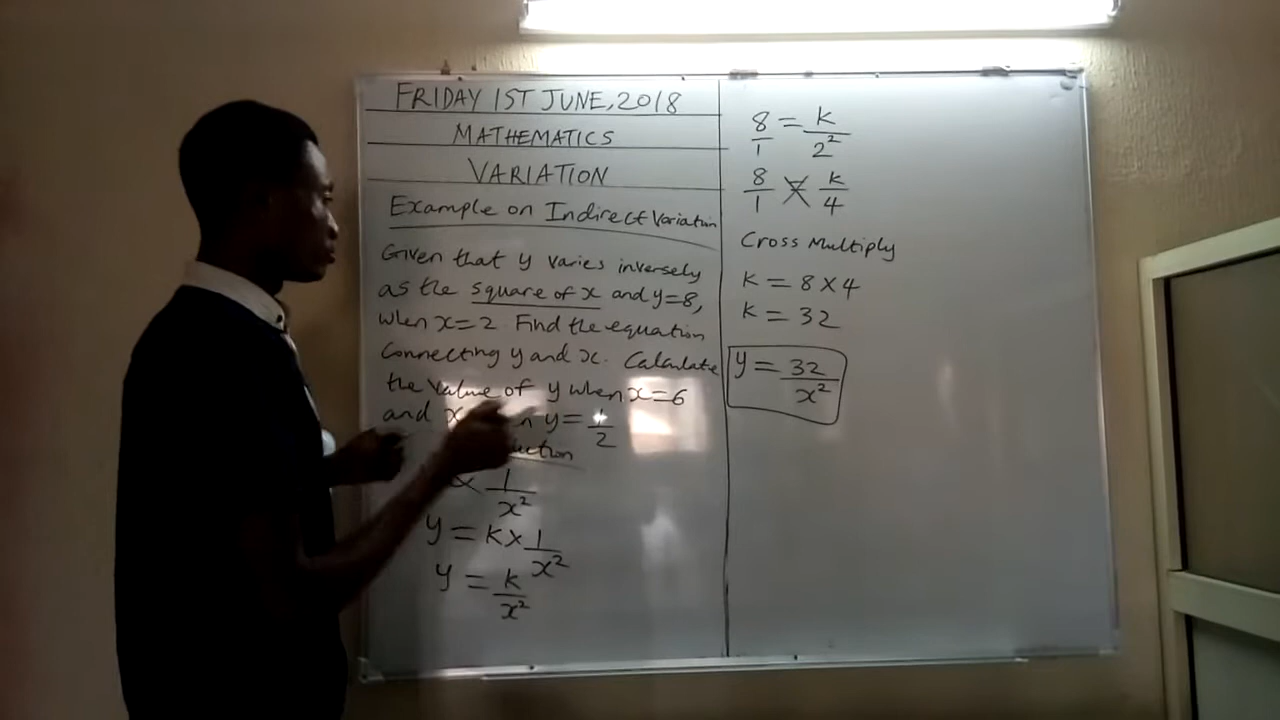 FRIDAY 1ST JUNE, 2018
MATHEMATICS
VARIATION
Example on Indirect Variation
Given that y varies inversely
as the square of x and y=8,
when x=2. Find the equation
Connecting y and x. Calculate
the value of y when x=6
and x y= 1/2
∝ 1/x²
y = k × 1/x²
y = k/x²
8/1 = k/2²
8/1 = k/4
Cross Multiply
k = 8 × 4
k = 32
y = 32/x²